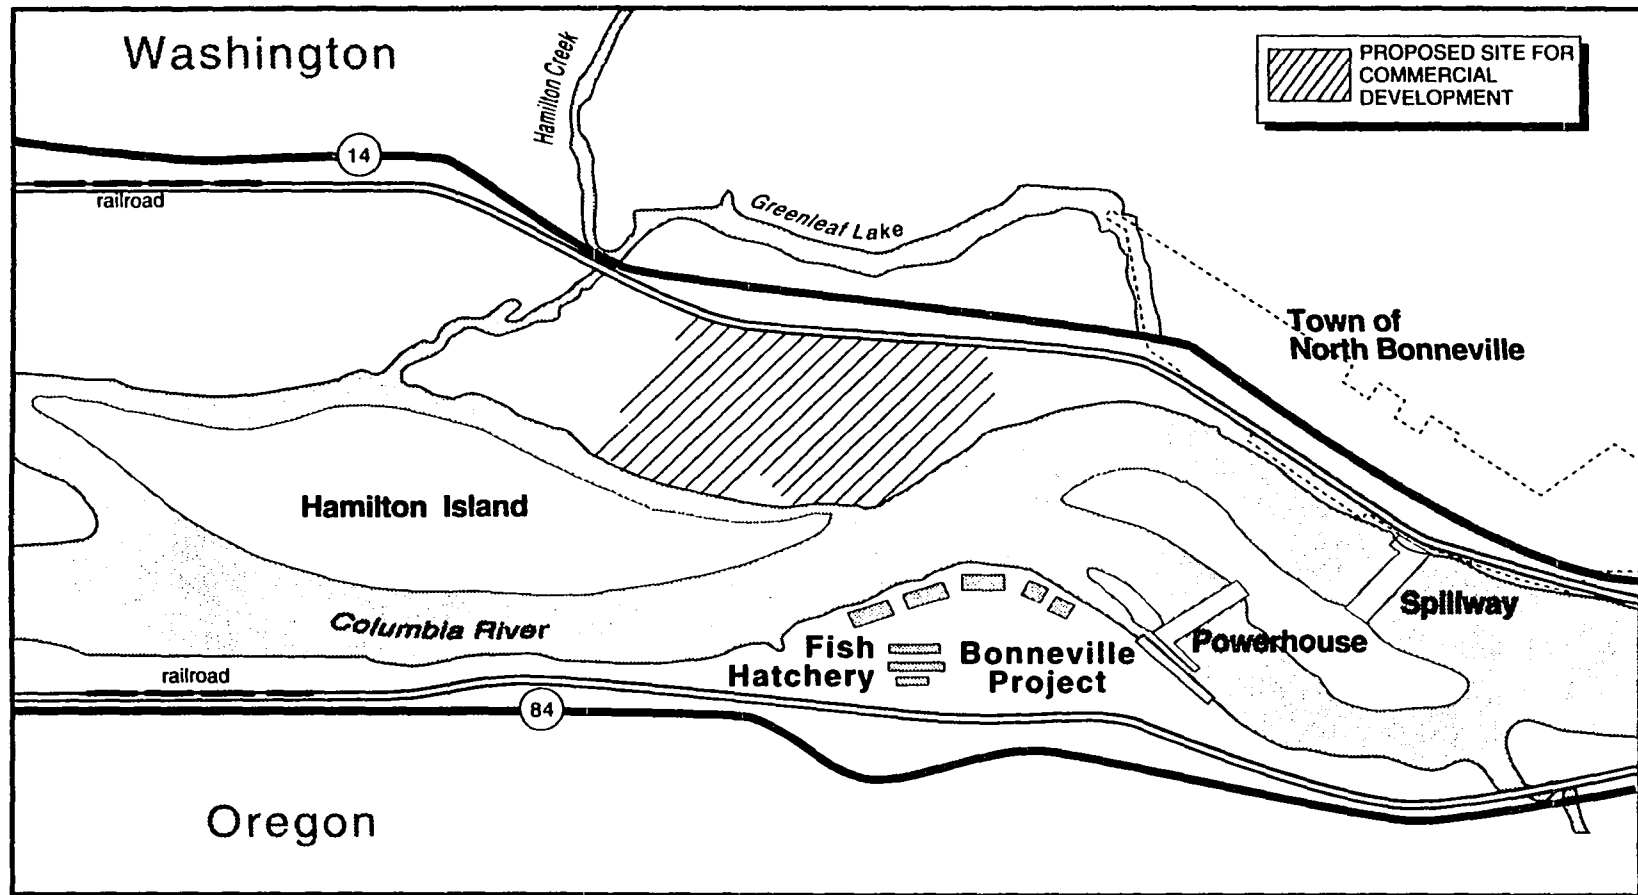 Washington
Hamilton Creek
PROPOSED SITE FOR
COMMERCIAL
DEVELOPMENT
14
railroad
Greenleaf Lake
Town of
North Bonneville
Hamilton Island
Columbia River
Spillway
Powerhouse
Fish
Hatchery
Bonneville
Project
railroad
84
Oregon